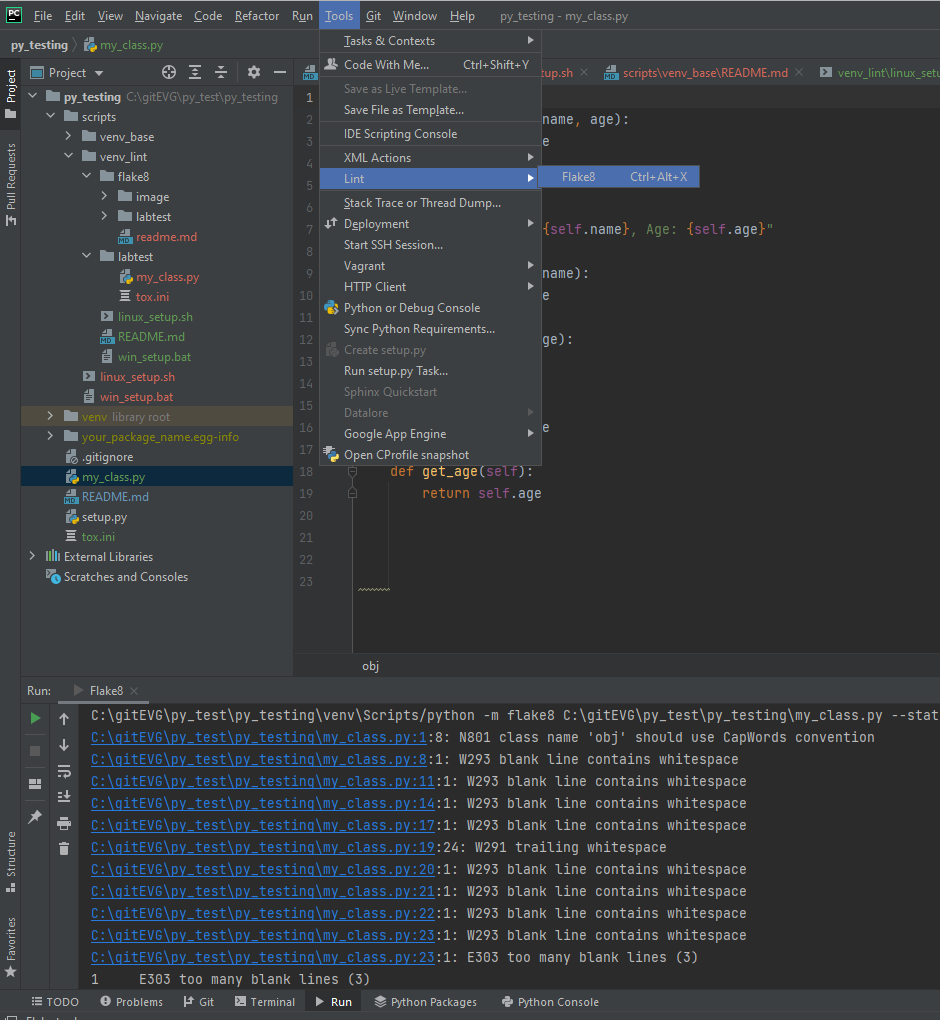 PC File Edit View Navigate Code Refactor Run Tools Git Window Help py_testing - my_class.py
py_testing my_class.py
Project
Project
Pull Requests
py_testing C:\gitEVG\py_test\py_testing
scripts
venv_base
venv_lint
flake8
image
labtest
readme.md
labtest
my_class.py
tox.ini
linux_setup.sh
README.md
win_setup.bat
linux_setup.sh
win_setup.bat
venv library root
your_package_name.egg-info
.gitignore
my_class.py
README.md
setup.py
tox.ini
External Libraries
Scratches and Consoles
Tasks & Contexts
Code With Me... Ctrl+Shift+Y
Save as Live Template...
Save File as Template...
IDE Scripting Console
XML Actions
Lint
Flake8 Ctrl+Alt+X
Stack Trace or Thread Dump...
Deployment
Start SSH Session...
Vagrant
HTTP Client
Python or Debug Console
Sync Python Requirements...
Create setup.py
Run setup.py Task...
Sphinx Quickstart
Datalore
Google App Engine
Open CProfile snapshot
tup.sh scripts\venv_base\README.md venv_lint\linux_setu
1
2 name, age):
3 e
4
5
6
7 {self.name}, Age: {self.age}"
8
9 name):
10 e
11
12 ge):
13
14
15
16 e
17
18 def get_age(self):
19 return self.age
20
21
22
23
obj
Run: Flake8
C:\gitEVG\py_test\py_testing\venv\Scripts/python -m flake8 C:\gitEVG\py_test\py_testing\my_class.py --stat
C:\gitEVG\py_test\py_testing\my_class.py:1:8: N801 class name 'obj' should use CapWords convention
C:\gitEVG\py_test\py_testing\my_class.py:8:1: W293 blank line contains whitespace
C:\gitEVG\py_test\py_testing\my_class.py:11:1: W293 blank line contains whitespace
C:\gitEVG\py_test\py_testing\my_class.py:14:1: W293 blank line contains whitespace
C:\gitEVG\py_test\py_testing\my_class.py:17:1: W293 blank line contains whitespace
C:\gitEVG\py_test\py_testing\my_class.py:19:24: W291 trailing whitespace
C:\gitEVG\py_test\py_testing\my_class.py:20:1: W293 blank line contains whitespace
C:\gitEVG\py_test\py_testing\my_class.py:21:1: W293 blank line contains whitespace
C:\gitEVG\py_test\py_testing\my_class.py:22:1: W293 blank line contains whitespace
C:\gitEVG\py_test\py_testing\my_class.py:23:1: W293 blank line contains whitespace
C:\gitEVG\py_test\py_testing\my_class.py:23:1: E303 too many blank lines (3)
1 E303 too many blank lines (3)
Structure
Favorites
TODO Problems Git Terminal Run Python Packages Python Console